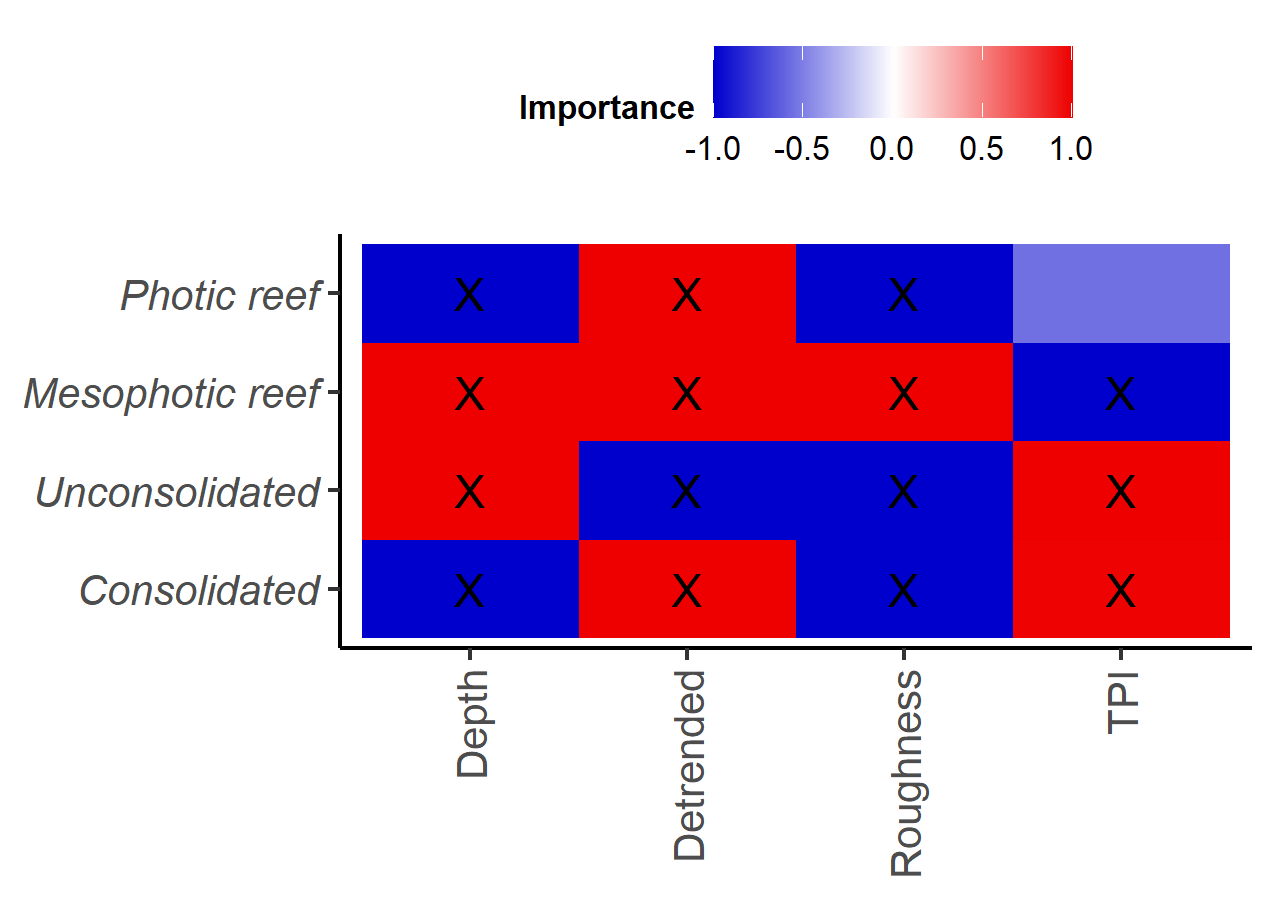 Importance
-1.0 -0.5 0.0 0.5 1.0
Photic reef X X X
Mesophotic reef X X X X
Unconsolidated X X X X
Consolidated X X X X
Depth Detrended Roughness TPI